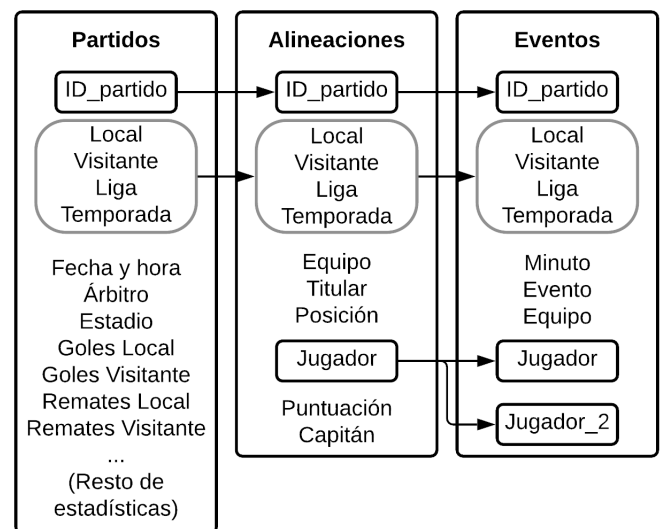 Partidos
ID_partido
Local
Visitante
Liga
Temporada
Fecha y hora
Árbitro
Estadio
Goles Local
Goles Visitante
Remates Local
Remates Visitante
...
(Resto de
estadísticas)
Alineaciones
ID_partido
Local
Visitante
Liga
Temporada
Equipo
Titular
Posición
Jugador
Puntuación
Capitán
Eventos
ID_partido
Local
Visitante
Liga
Temporada
Minuto
Evento
Equipo
Jugador
Jugador_2